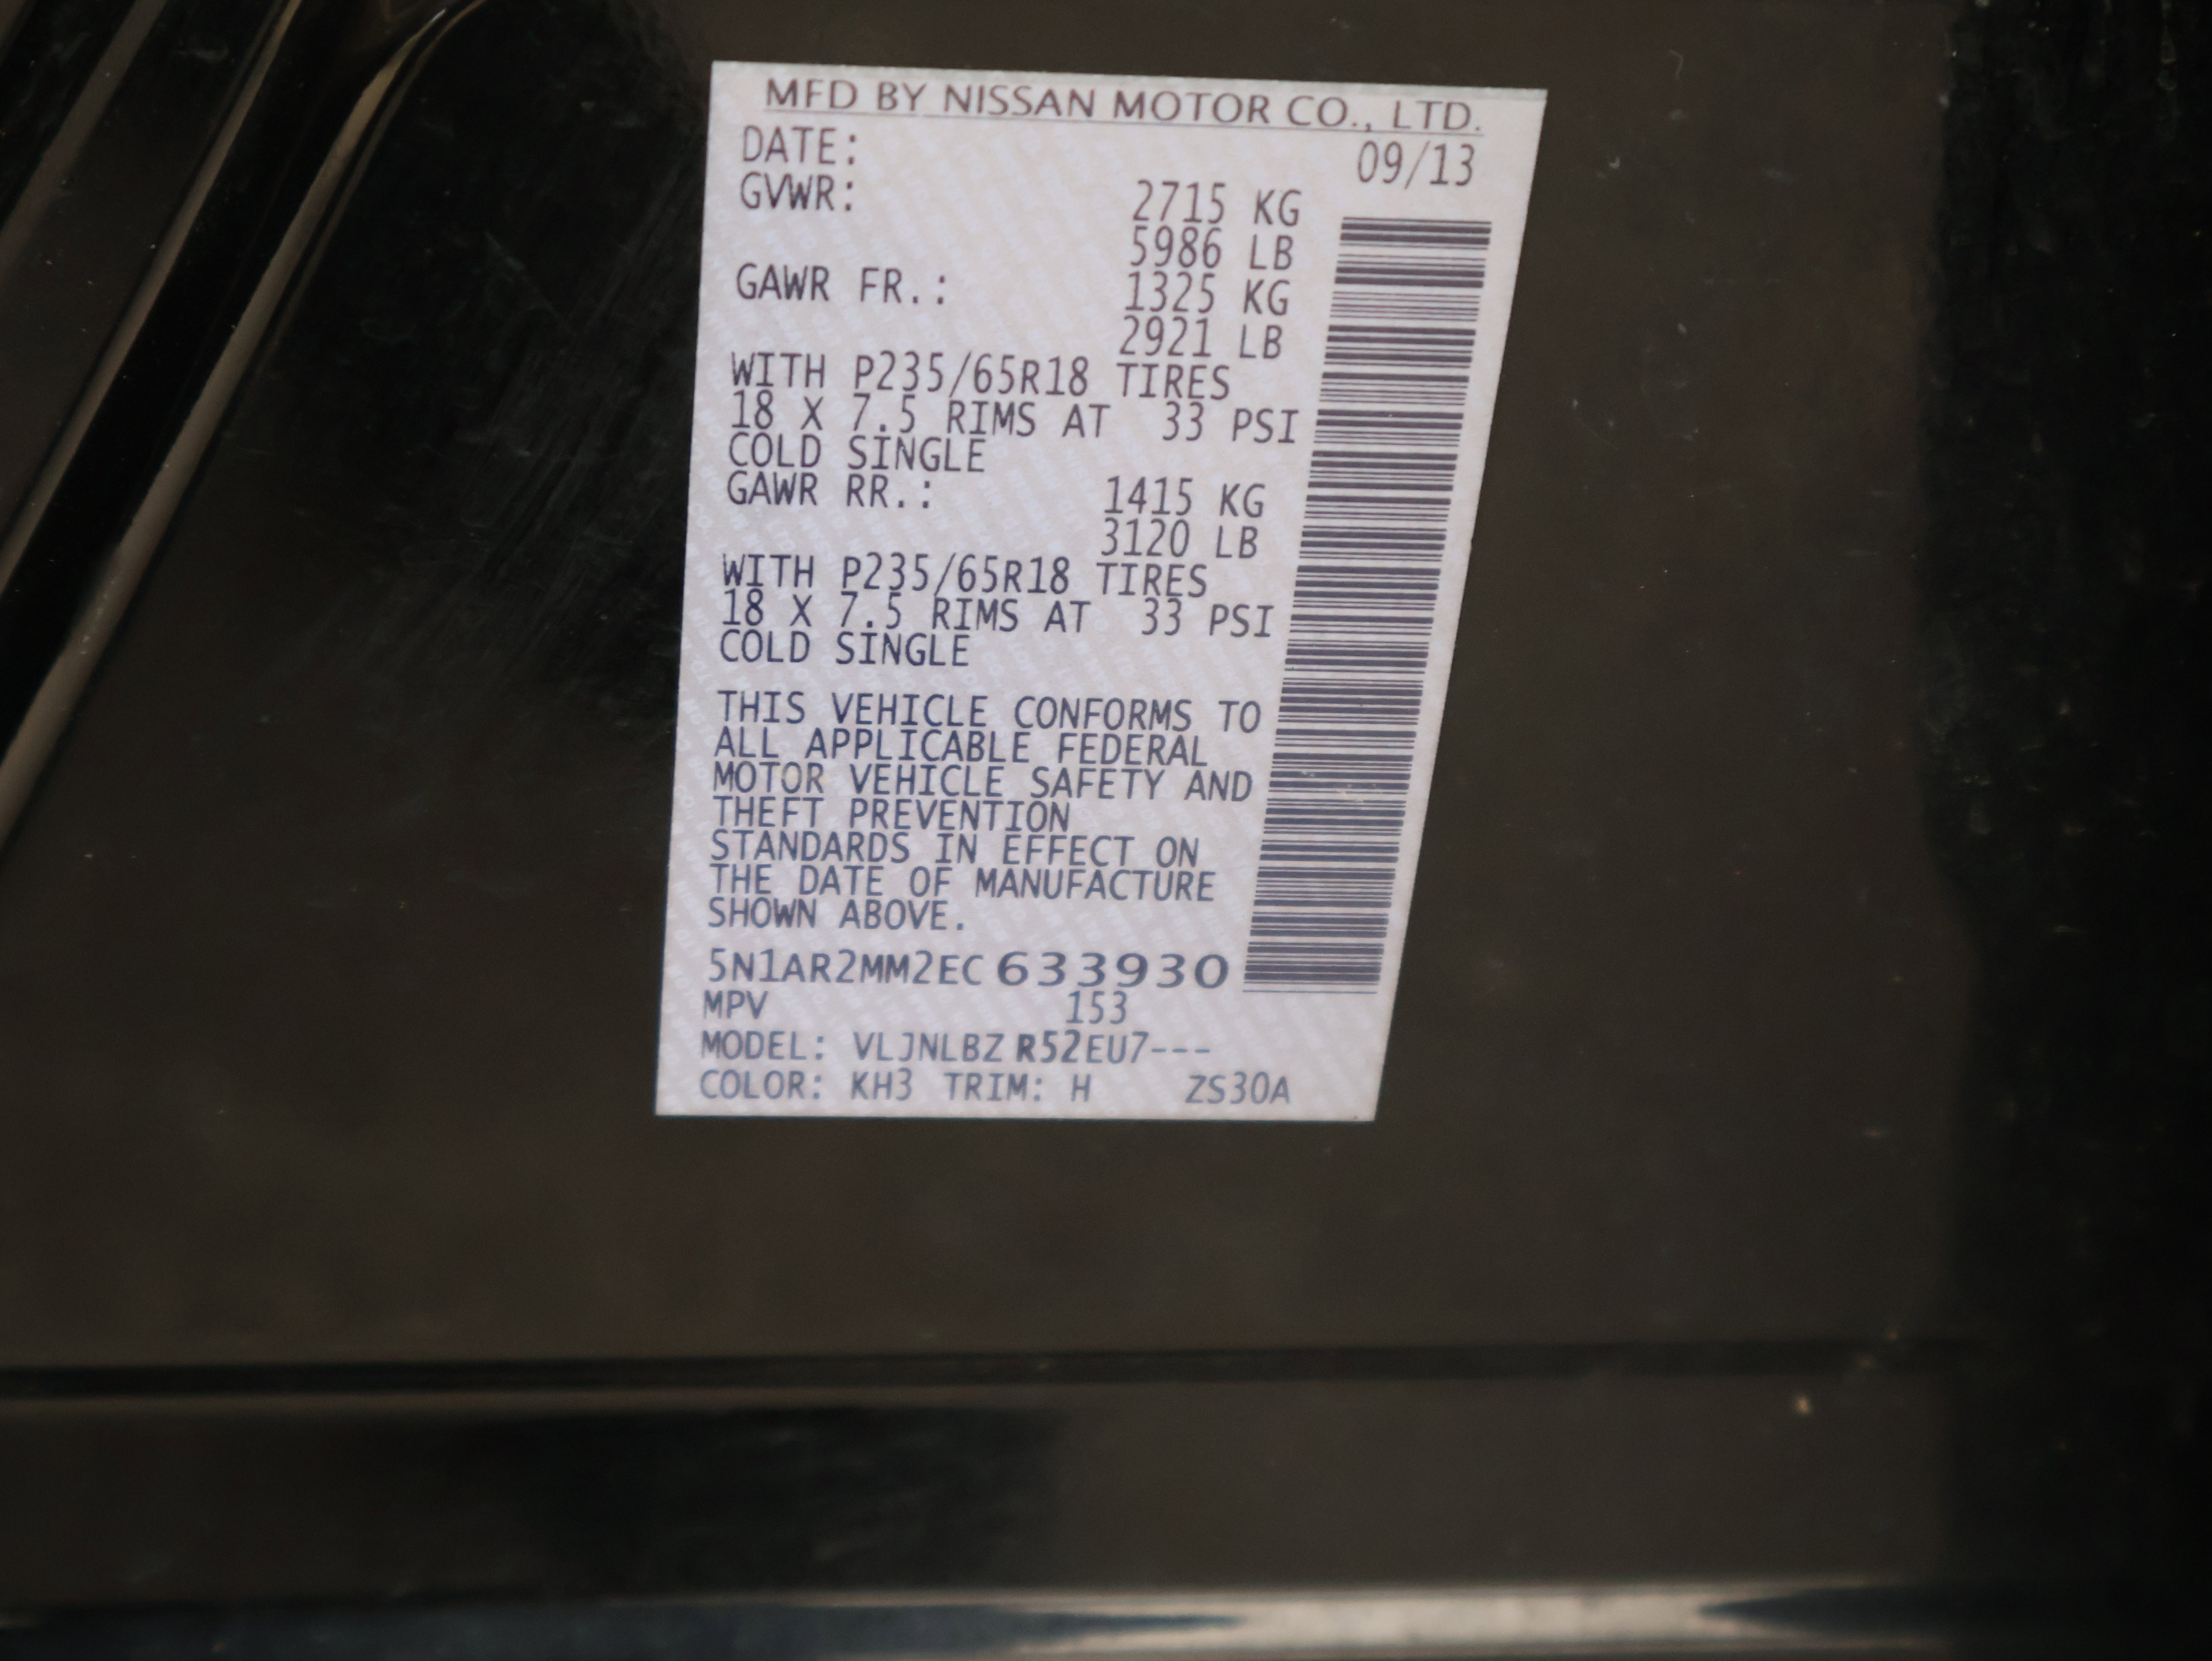 MFD BY NISSAN MOTOR CO., LTD.
DATE: 09/13
GVWR: 2715 KG
5986 LB
GAWR FR.: 1325 KG
2921 LB
WITH P235/65R18 TIRES
18 X 7.5 RIMS AT 33 PSI
COLD SINGLE
GAWR RR.: 1415 KG
3120 LB
WITH P235/65R18 TIRES
18 X 7.5 RIMS AT 33 PSI
COLD SINGLE
THIS VEHICLE CONFORMS TO
ALL APPLICABLE FEDERAL
MOTOR VEHICLE SAFETY AND
THEFT PREVENTION
STANDARDS IN EFFECT ON
THE DATE OF MANUFACTURE
SHOWN ABOVE.
5N1AR2MM2EC 633930
MPV 153
MODEL: VLJNLBZ R52EU7---
COLOR: KH3 TRIM: H ZS30A